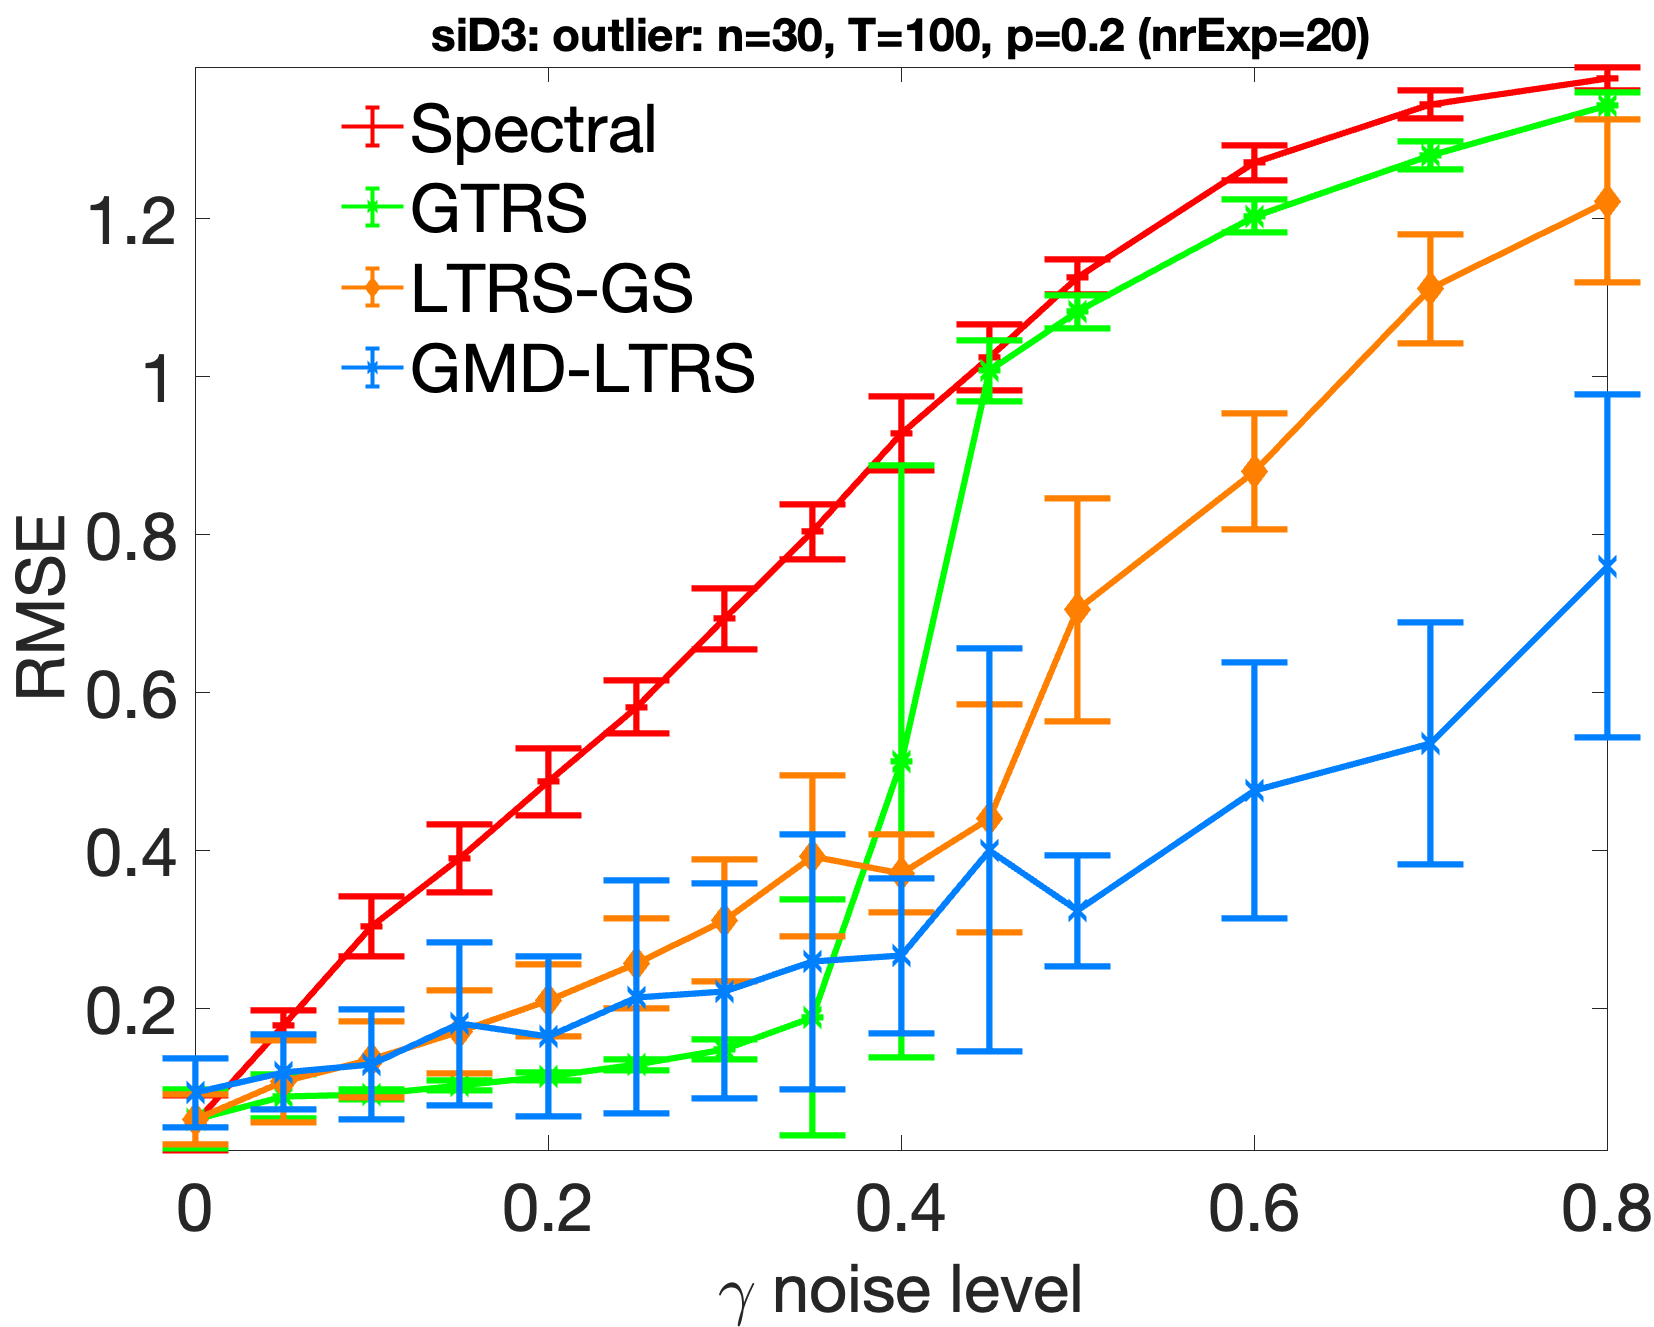 siD3: outlier: n=30, T=100, p=0.2 (nrExp=20)
Spectral
GTRS
LTRS-GS
GMD-LTRS
RMSE
1.2
1
0.8
0.6
0.4
0.2
0 0.2 0.4 0.6 0.8
γ noise level